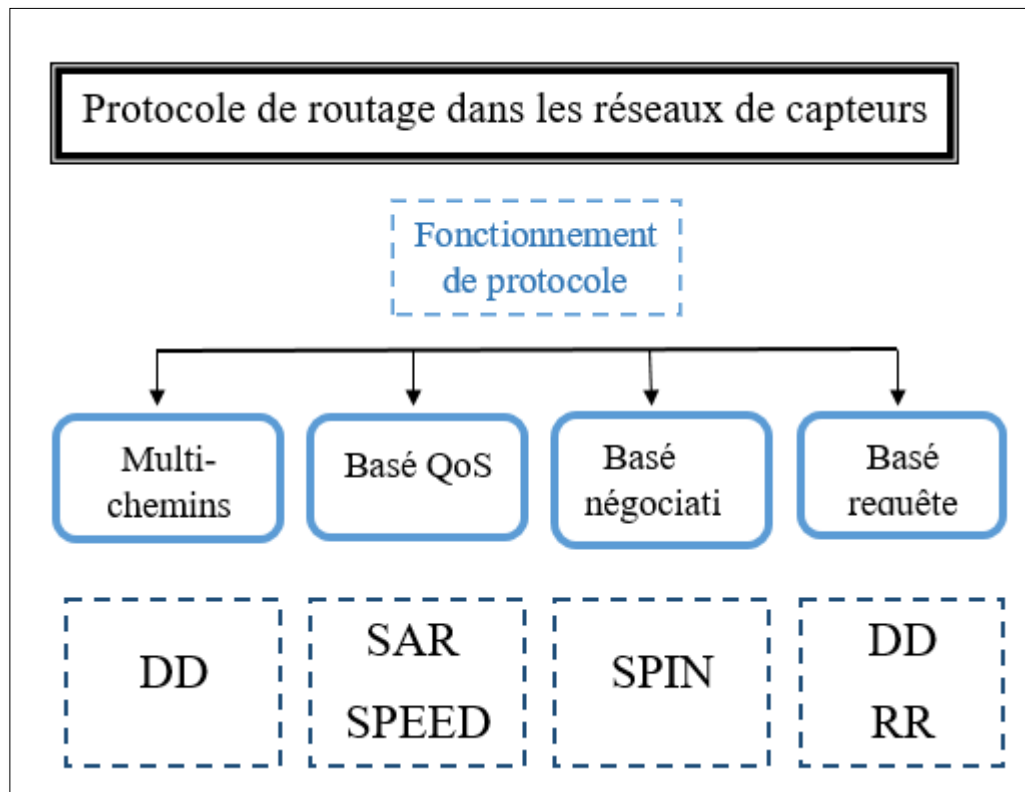 Protocole de routage dans les réseaux de capteurs
Fonctionnement
de protocole
Multi-
chemins
Basé QoS
Basé
négociati
Basé
requête
DD
SAR
SPEED
SPIN
DD
RR